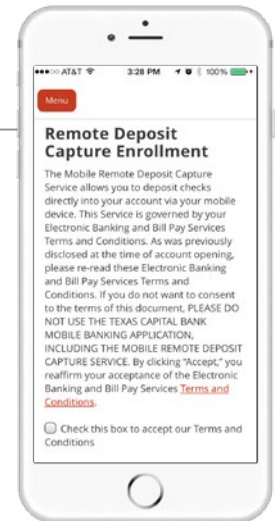 AT&T 3:28 PM 100%
Menu
Remote Deposit
Capture Enrollment
The Mobile Remote Deposit Capture
Service allows you to deposit checks
directly into your account via your mobile
device. This Service is governed by your
Electronic Banking and Bill Pay Services
Terms and Conditions. As was previously
disclosed at the time of account opening,
please re-read these Electronic Banking
and Bill Pay Services Terms and
Conditions. If you do not want to consent
to the terms of this document, PLEASE DO
NOT USE THE TEXAS CAPITAL BANK
MOBILE BANKING APPLICATION,
INCLUDING THE MOBILE REMOTE DEPOSIT
CAPTURE SERVICE. By clicking "Accept," you
reaffirm your acceptance of the Electronic
Banking and Bill Pay Services Terms and
Conditions.
Check this box to accept our Terms and
Conditions